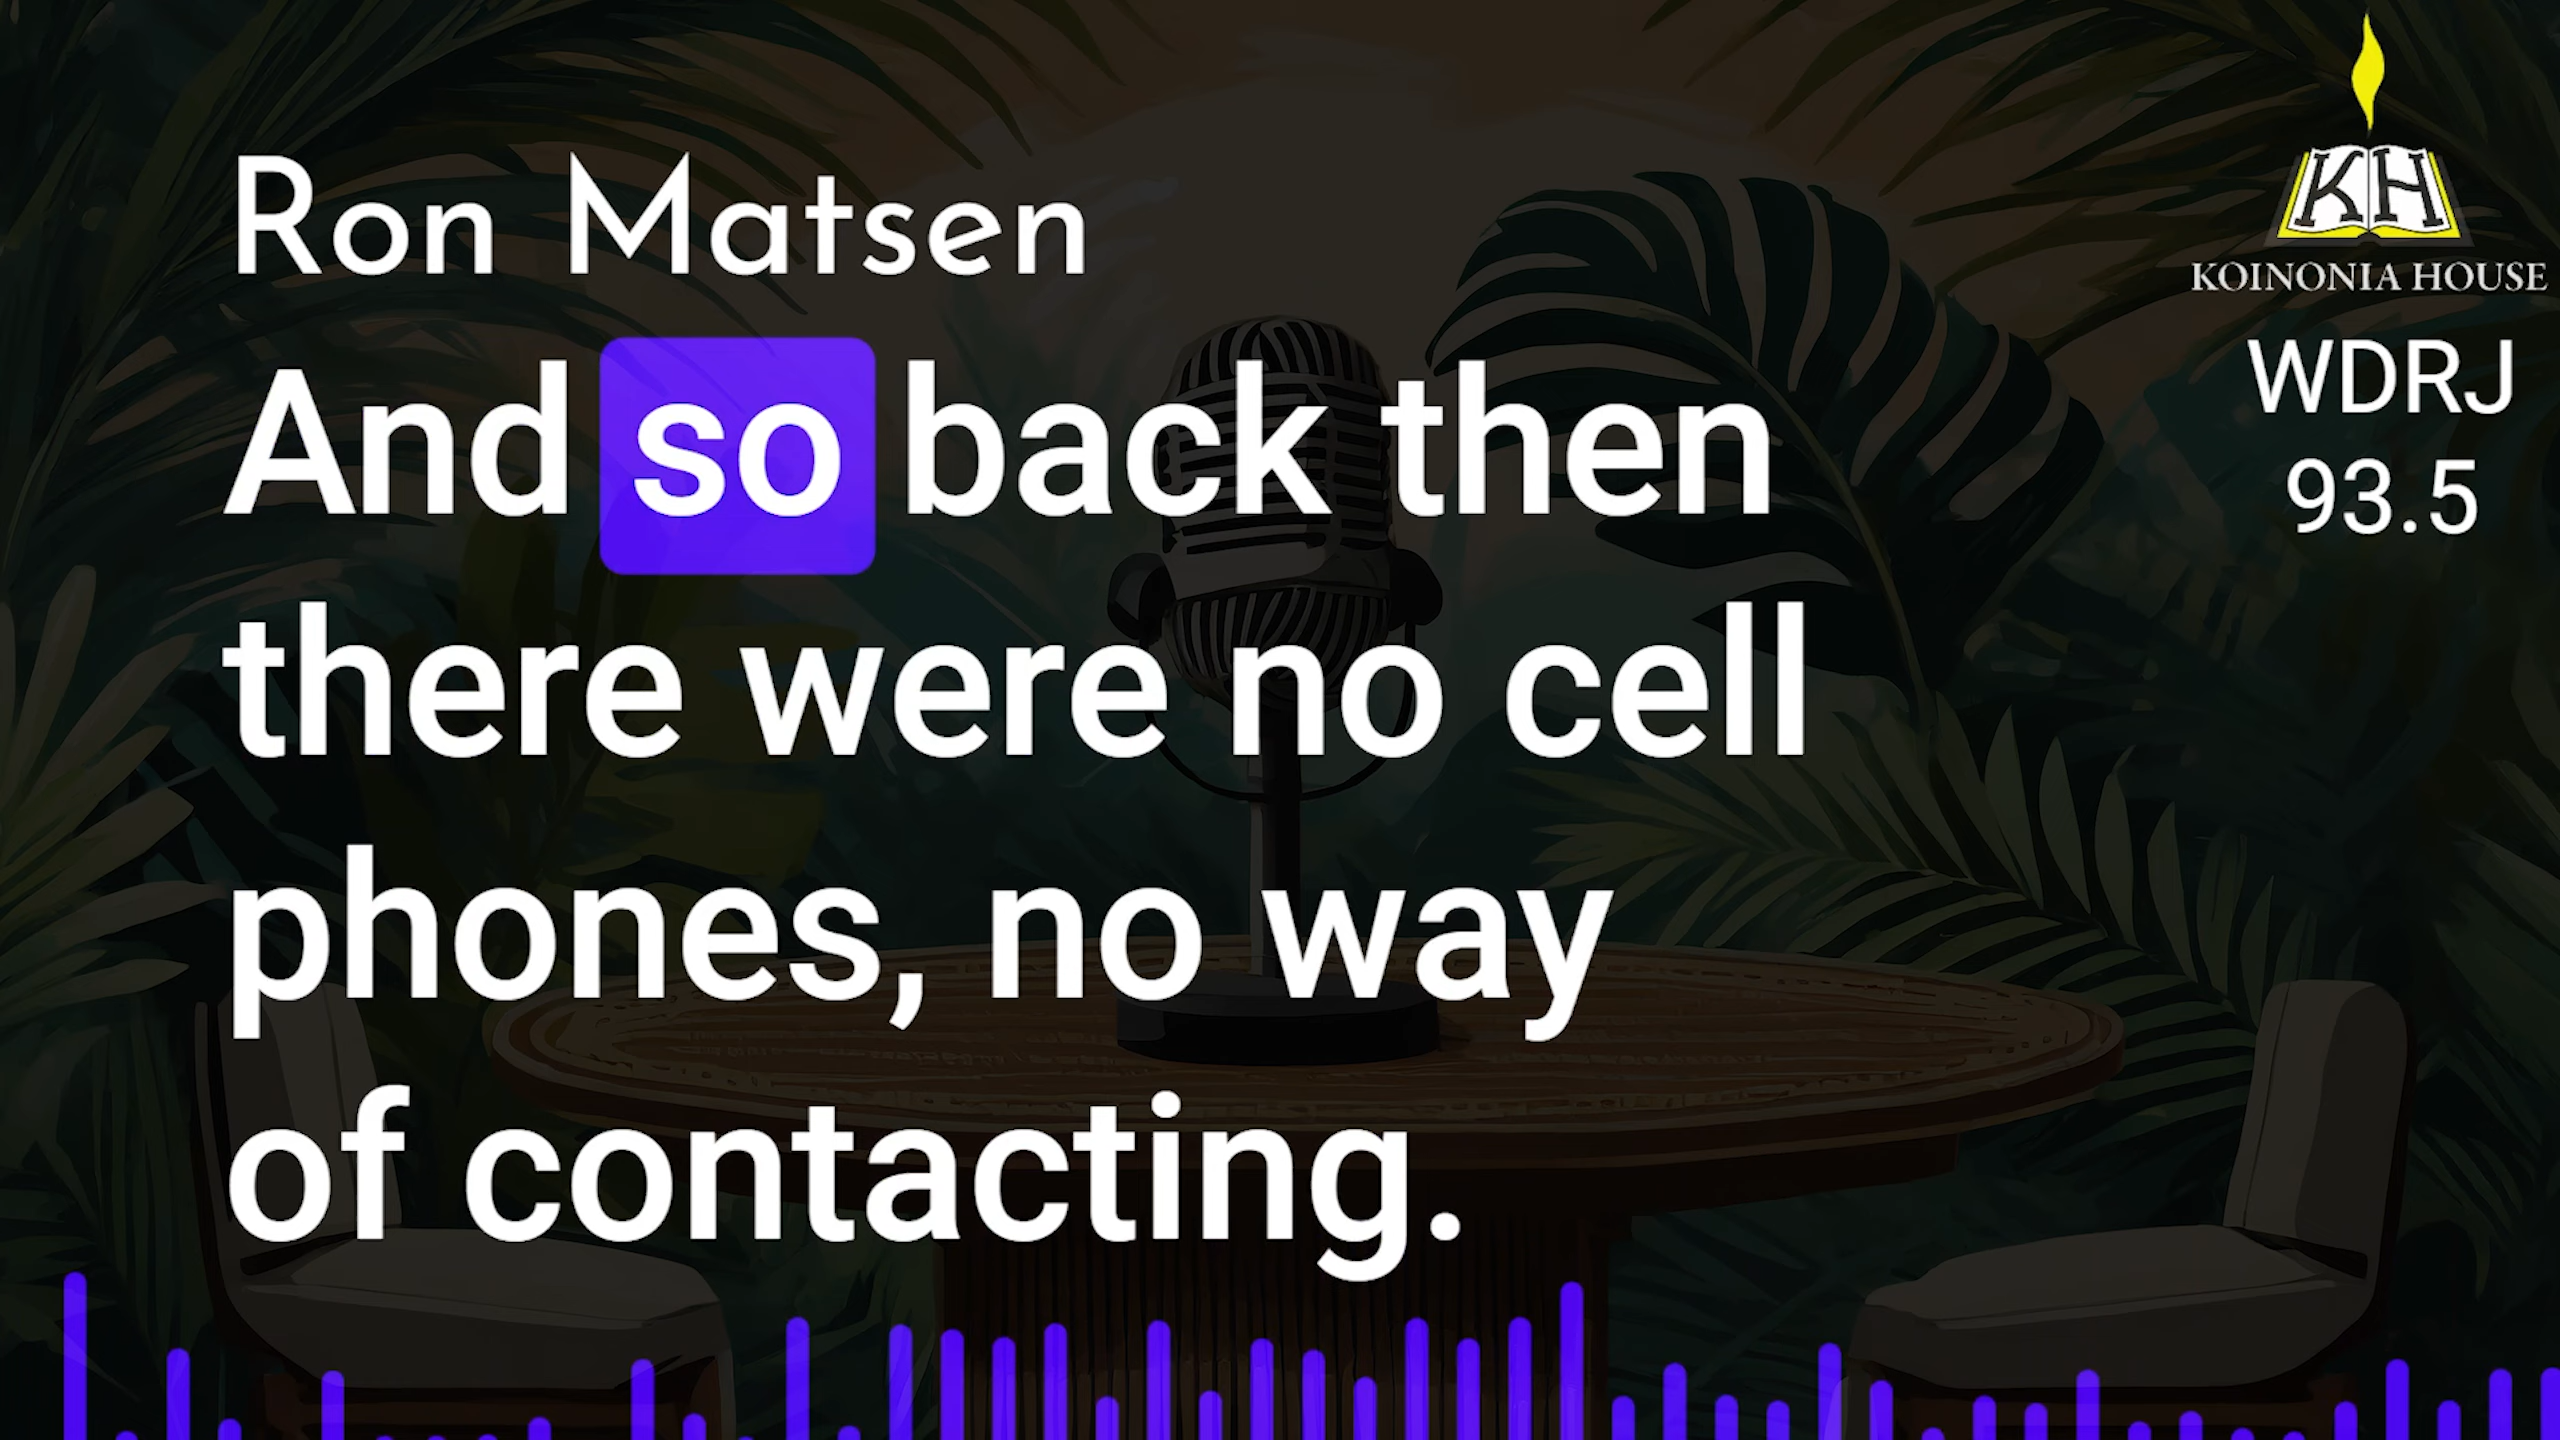 Ron Matsen
And so back then
there were no cell
phones, no way
of contacting.
KH
KOINONIA HOUSE
WDRJ
93.5